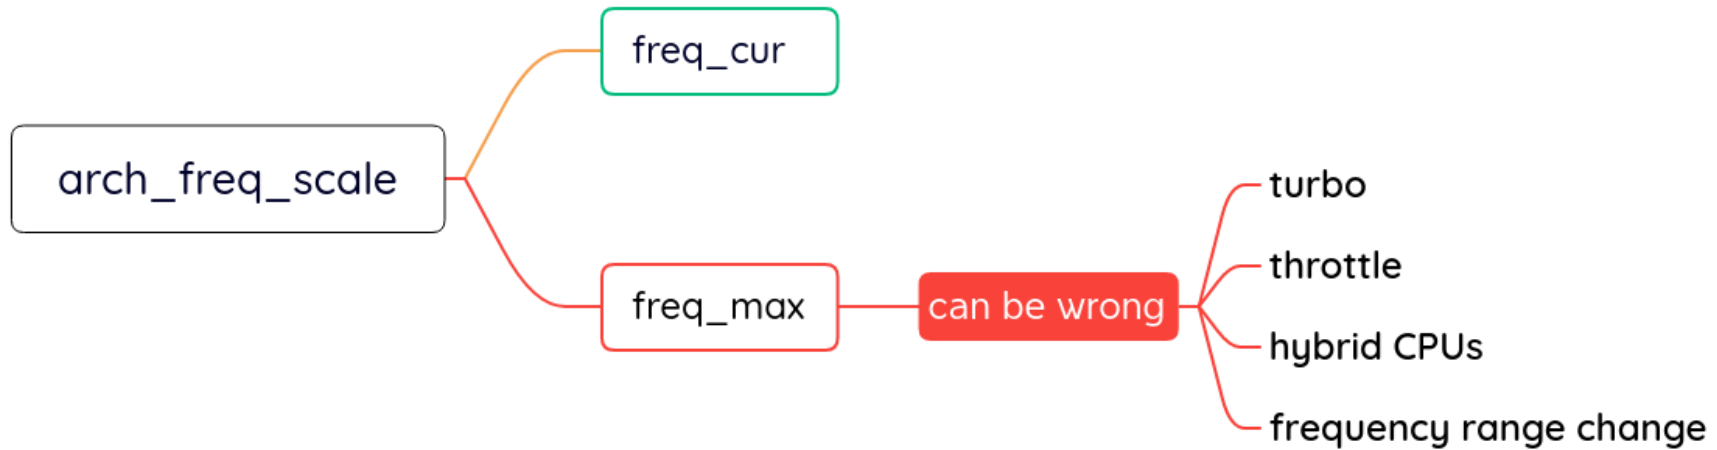 freq_cur
arch_freq_scale
freq_max
can be wrong
turbo
throttle
hybrid CPUs
frequency range change